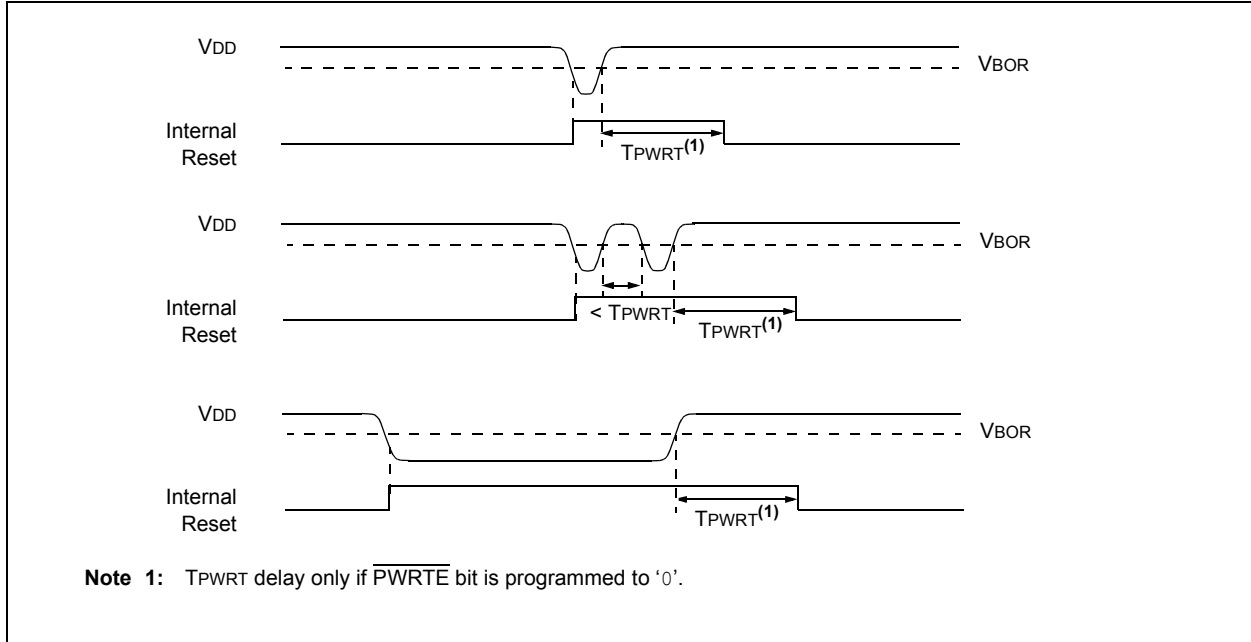 VDD
VBOR
Internal
Reset
TPWRT(1)
VDD
VBOR
Internal
Reset
< TPWRT
TPWRT(1)
VDD
VBOR
Internal
Reset
TPWRT(1)
Note 1: TPWRT delay only if PWRTE bit is programmed to ‘0’.